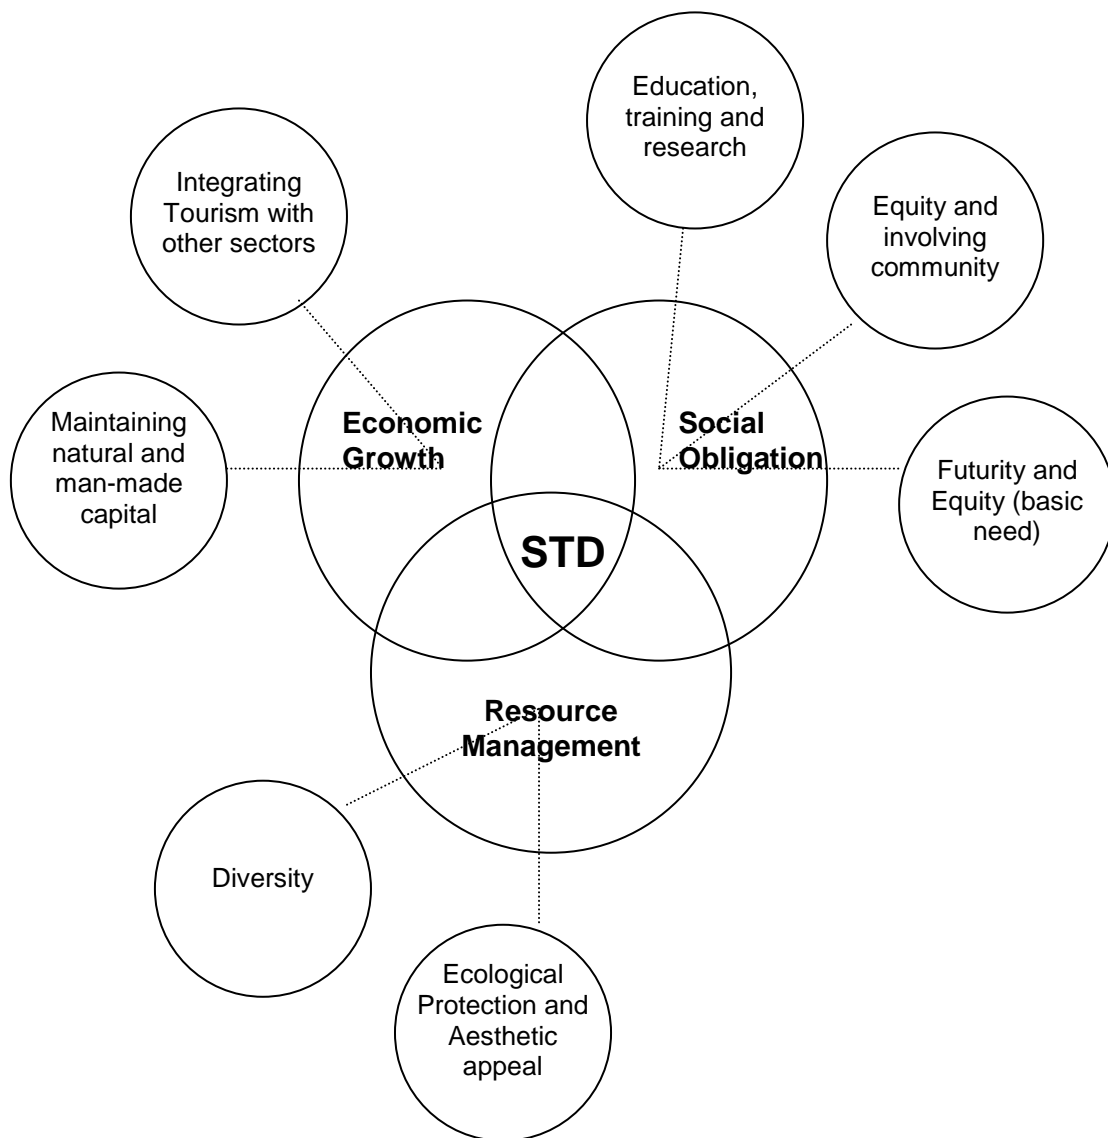 Education,
training and
research
Integrating
Tourism with
other sectors
Equity and
involving
community
Maintaining
natural and
man-made
capital
Economic
Growth
Social
Obligation
Futurity and
Equity (basic
need)
STD
Resource
Management
Diversity
Ecological
Protection and
Aesthetic
appeal